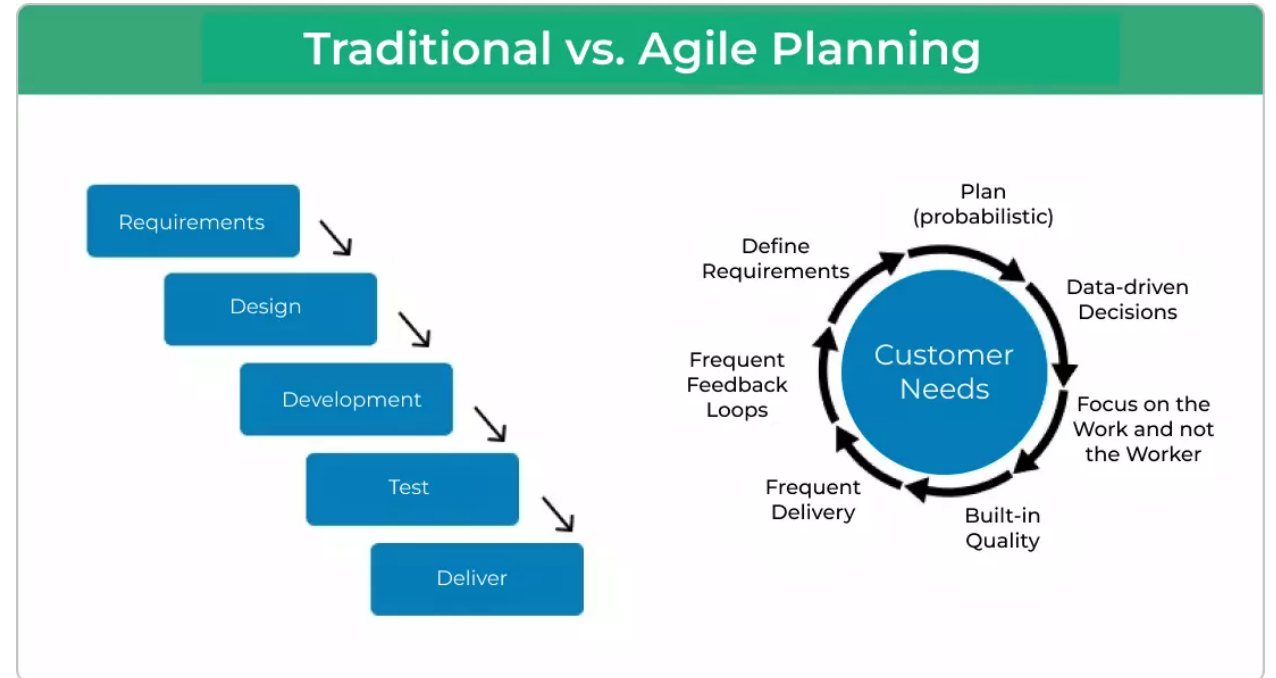 Traditional vs. Agile Planning
Requirements
Design
Development
Test
Deliver
Plan
(probabilistic)
Data-driven
Decisions
Focus on the
Work and not
the Worker
Built-in
Quality
Frequent
Delivery
Frequent
Feedback
Loops
Define
Requirements
Customer
Needs